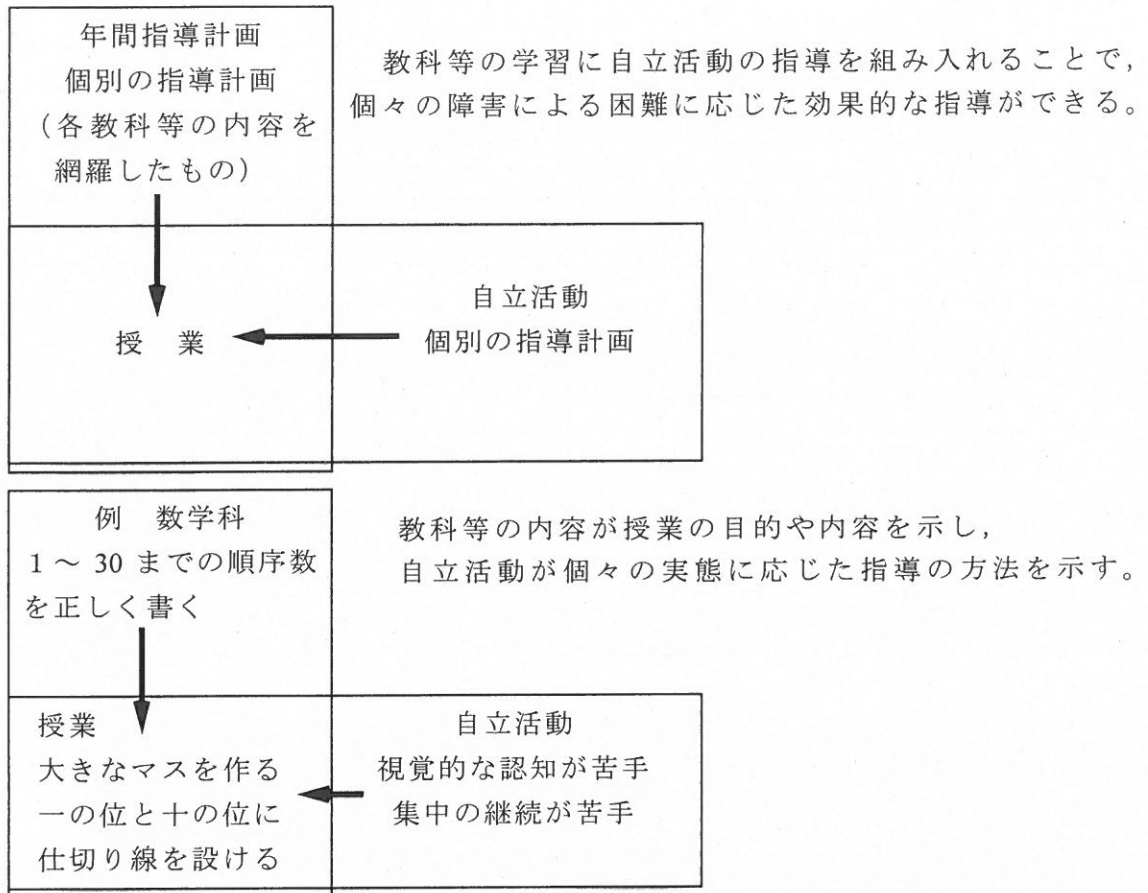 年間指導計画
個別の指導計画
（各教科等の内容を
網羅したもの）
教科等の学習に自立活動の指導を組み入れることで，
個々の障害による困難に応じた効果的な指導ができる。
授　業
自立活動
個別の指導計画
例　数学科
1～30までの順序数
を正しく書く
教科等の内容が授業の目的や内容を示し，
自立活動が個々の実態に応じた指導の方法を示す。
授業
大きなマスを作る
一の位と十の位に
仕切り線を設ける
自立活動
視覚的な認知が苦手
集中の継続が苦手